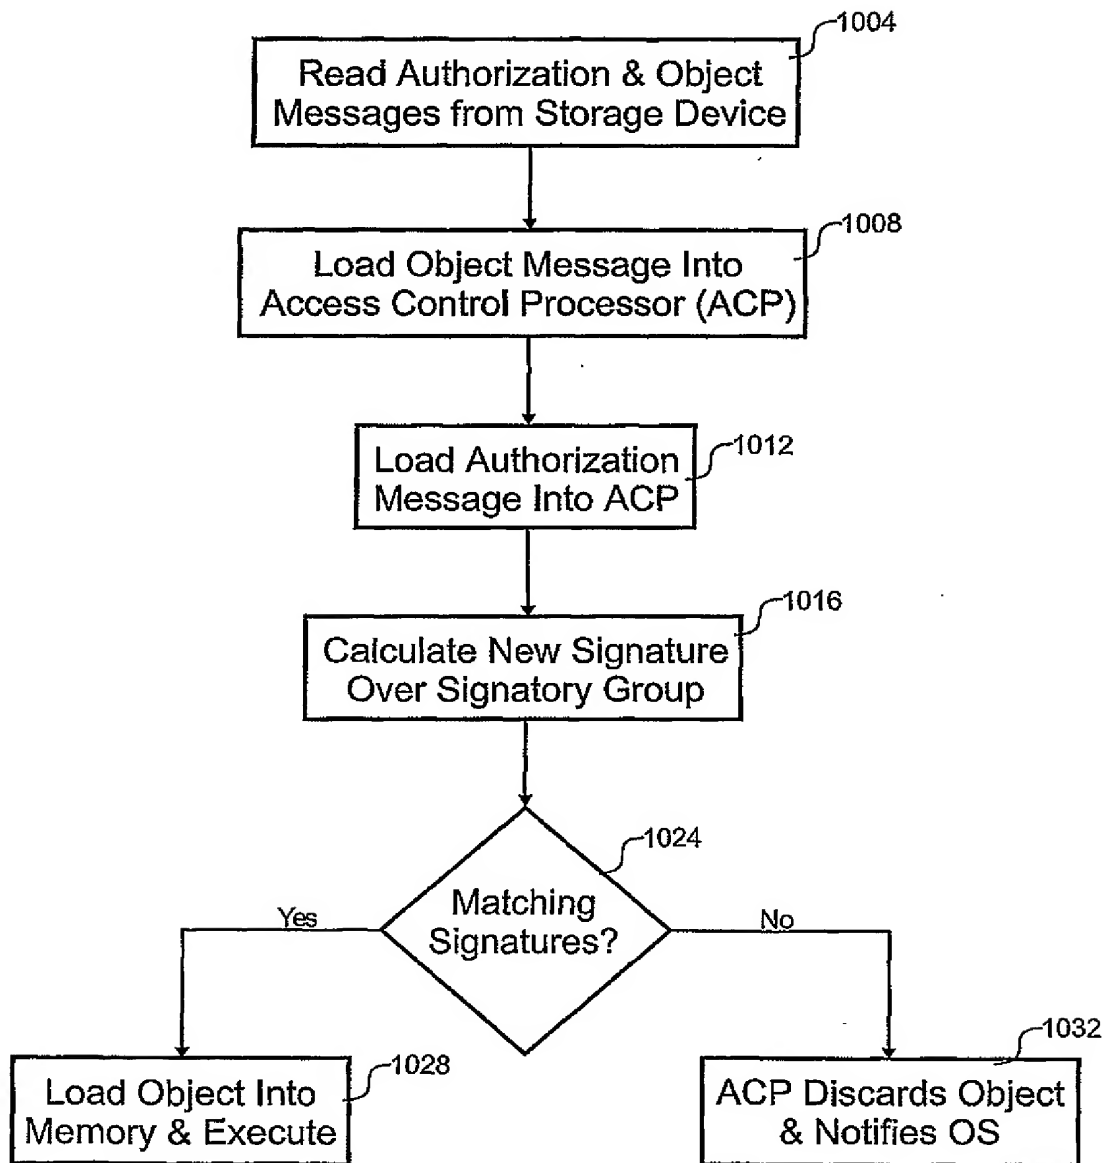 1004
Read Authorization & Object
Messages from Storage Device
1008
Load Object Message Into
Access Control Processor (ACP)
1012
Load Authorization
Message Into ACP
1016
Calculate New Signature
Over Signatory Group
1024
Matching
Signatures?
Yes
No
1028
Load Object Into
Memory & Execute
1032
ACP Discards Object
& Notifies OS